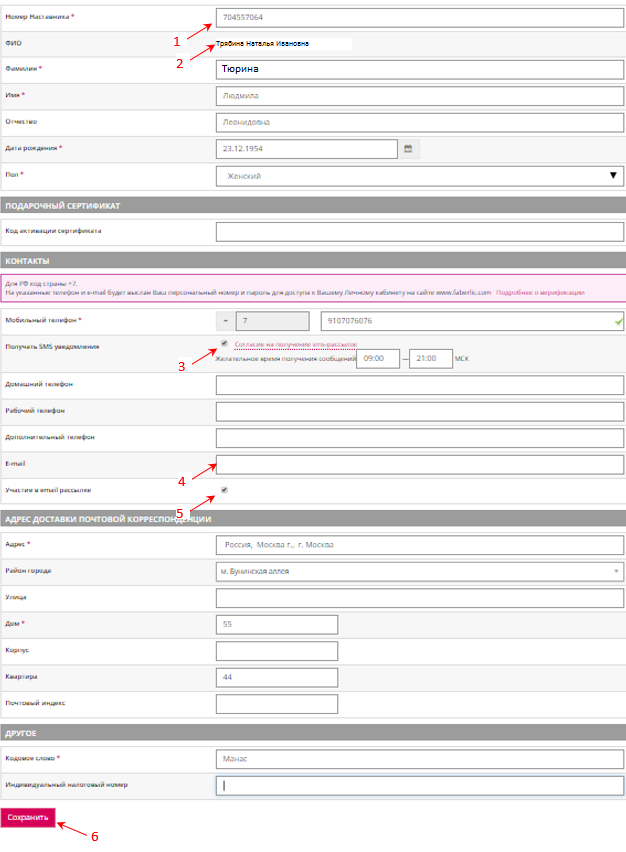 Номер Наставника * 704557064
1
ФИО Трябина Наталья Ивановна
2
Фамилия * Тюрина
Имя * Людмила
Отчество Леонидовна
Дата рождения * 23.12.1954
Пол * Женский
ПОДАРОЧНЫЙ СЕРТИФИКАТ
Код активации сертификата
КОНТАКТЫ
Для РФ код страны +7.
На указанные телефон и e-mail будет выслан Ваш персональный номер и пароль для доступа к Вашему Личному кабинету на сайте www.faberlic.com Подробнее о верификации
Мобильный телефон * + 7 9107076076
Получать SMS уведомления Согласие на получение sms-рассылок
3 Желательное время получения сообщений 09:00 — 21:00 МСК
Домашний телефон
Рабочий телефон
Дополнительный телефон
E-mail
4
Участие в email рассылке
5
АДРЕС ДОСТАВКИ ПОЧТОВОЙ КОРРЕСПОНДЕНЦИИ
Адрес * Россия, Москва г., г. Москва
Район города м. Бунинская аллея
Улица
Дом * 55
Корпус
Квартира 44
Почтовый индекс
ДРУГОЕ
Кодовое слово * Манас
Индивидуальный налоговый номер
Сохранить
6